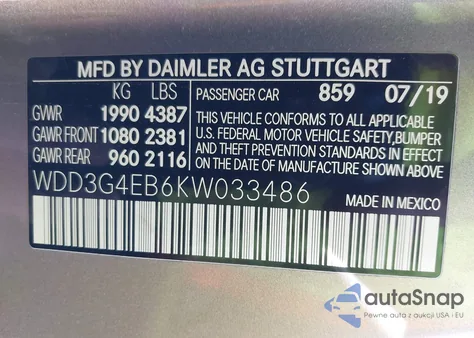 MFD BY DAIMLER AG STUTTGART
KG LBS PASSENGER CAR 859 07/19
GVWR 1990 4387
GAWR FRONT 1080 2381
GAWR REAR 960 2116
THIS VEHICLE CONFORMS TO ALL APPLICABLE
U.S. FEDERAL MOTOR VEHICLE SAFETY, BUMPER,
AND THEFT PREVENTION STANDARDS IN EFFECT
ON THE DATE OF MANUFACTURE SHOWN ABOVE
WDD3G4EB6KW033486
MADE IN MEXICO
autoSnap
Pewne auta z aukcji USA i EU